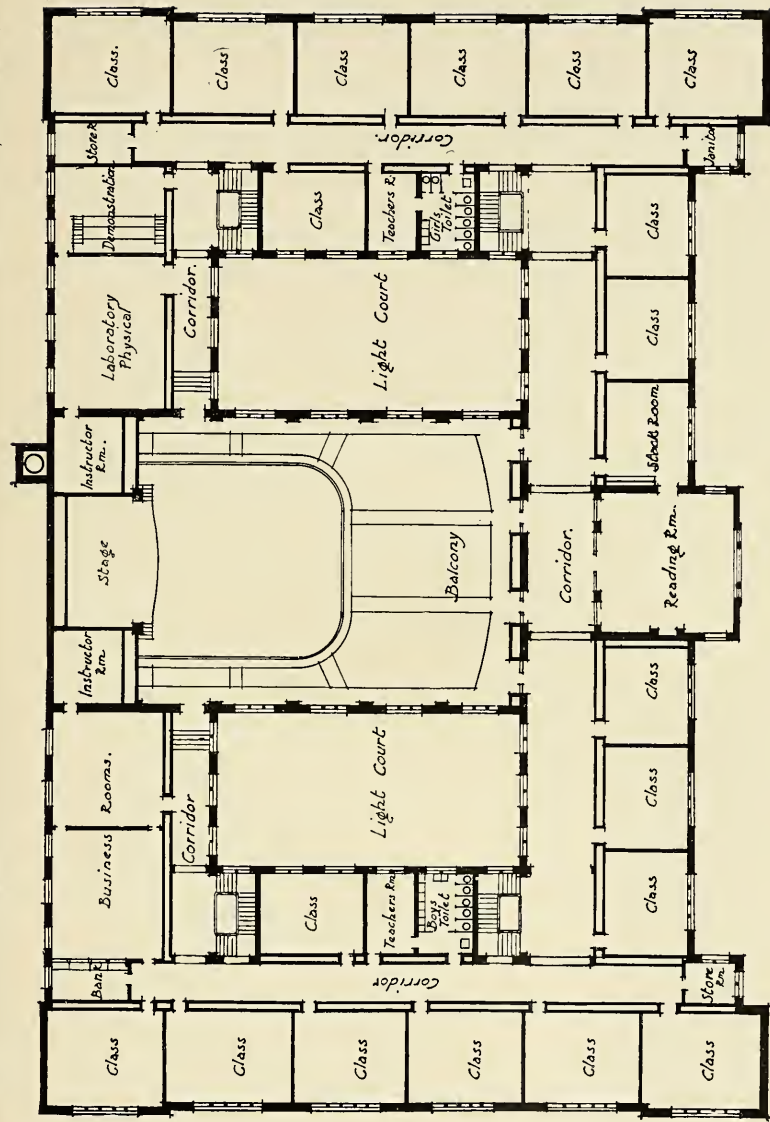 Class.
Class
Class
Class
Class
Class
Store R.
Corridor.
Janitor
Demonstration
Class
Teachers R.
Girls
Toilet
Class
Laboratory
Physical
Corridor.
Light Court
Class
Stock Room
Instructor
Rm.
Stage
Balcony
Corridor.
Reading Rm.
Instructor
Rm
Rooms.
Business
Corridor
Light Court
Class
Class
Class
Class
Teachers Rm.
Boys
Toilet
Bank
Corridor
Store
Rm
Class
Class
Class
Class
Class
Class